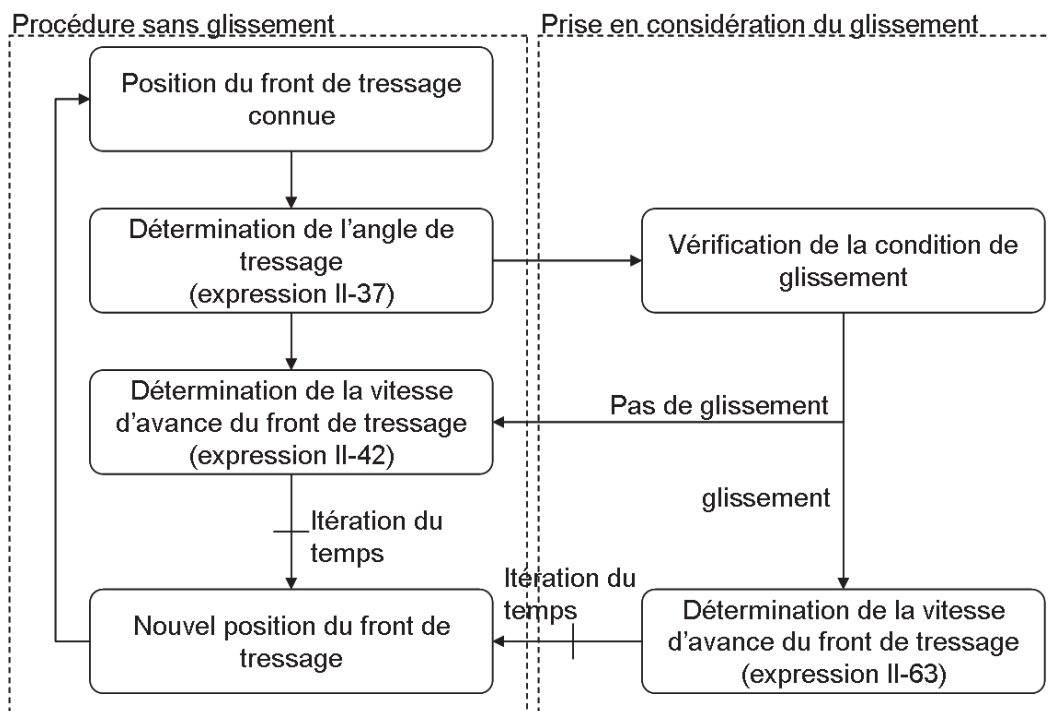 Procédure sans glissement
Position du front de tressage
connue
Détermination de l'angle de
tressage
(expression II-37)
Détermination de la vitesse
d'avance du front de tressage
(expression II-42)
Itération du
temps
Nouvel position du front de
tressage
Prise en considération du glissement
Vérification de la condition de
glissement
Pas de glissement
glissement
Itération du
temps
Détermination de la vitesse
d'avance du front de tressage
(expression II-63)